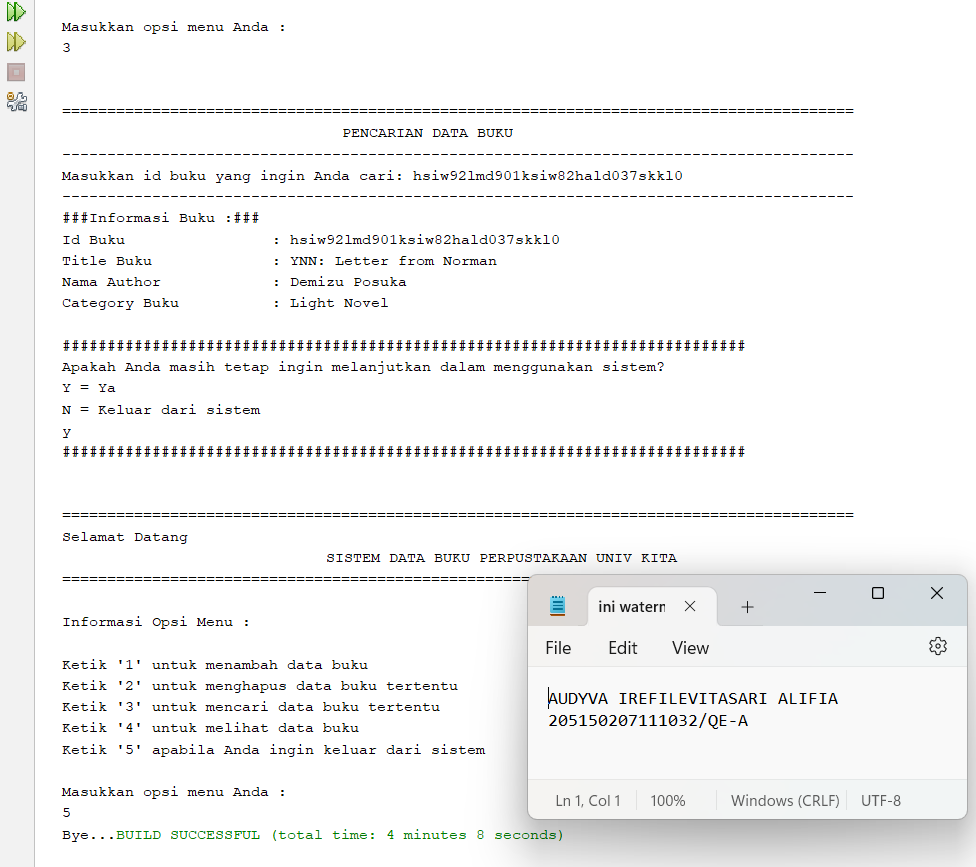 Masukkan opsi menu Anda :
3
=========================================================================================
PENCARIAN DATA BUKU
-----------------------------------------------------------------------------------------
Masukkan id buku yang ingin Anda cari: hsiw92lmd901ksiw82hald037skkl0
-----------------------------------------------------------------------------------------
###Informasi Buku :###
Id Buku : hsiw92lmd901ksiw82hald037skkl0
Title Buku : YNN: Letter from Norman
Nama Author : Demizu Posuka
Category Buku : Light Novel
############################################################################
Apakah Anda masih tetap ingin melanjutkan dalam menggunakan sistem?
Y = Ya
N = Keluar dari sistem
y
############################################################################
=========================================================================================
Selamat Datang
SISTEM DATA BUKU PERPUSTAKAAN UNIV KITA
====================================================
Informasi Opsi Menu :
Ketik '1' untuk menambah data buku
Ketik '2' untuk menghapus data buku tertentu
Ketik '3' untuk mencari data buku tertentu
Ketik '4' untuk melihat data buku
Ketik '5' apabila Anda ingin keluar dari sistem
Masukkan opsi menu Anda :
5
Bye...BUILD SUCCESSFUL (total time: 4 minutes 8 seconds)
ini watern
File Edit View
AUDYVA IREFILEVITASARI ALIFIA
205150207111032/QE-A
Ln 1, Col 1 100% Windows (CRLF) UTF-8